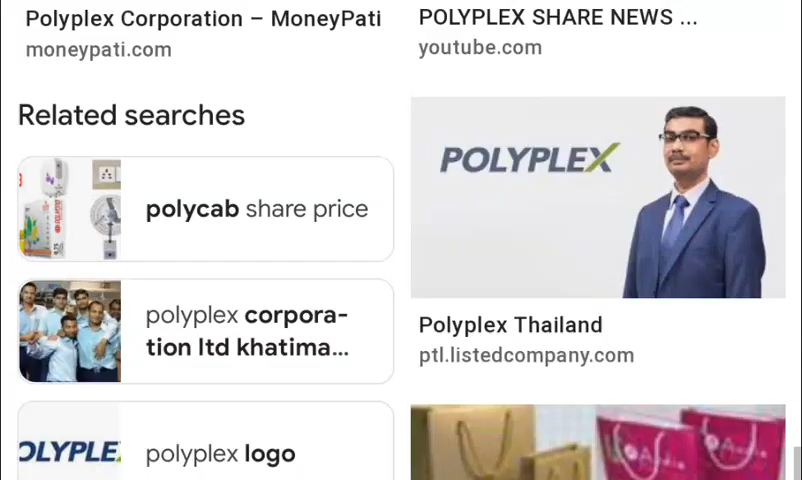 Polyplex Corporation – MoneyPati
moneypati.com
POLYPLEX SHARE NEWS ...
youtube.com
Related searches
polycab share price
polyplex corpora-
tion ltd khatima...
OLYPLE
polyplex logo
POLYPLEX
Polyplex Thailand
ptl.listedcompany.com